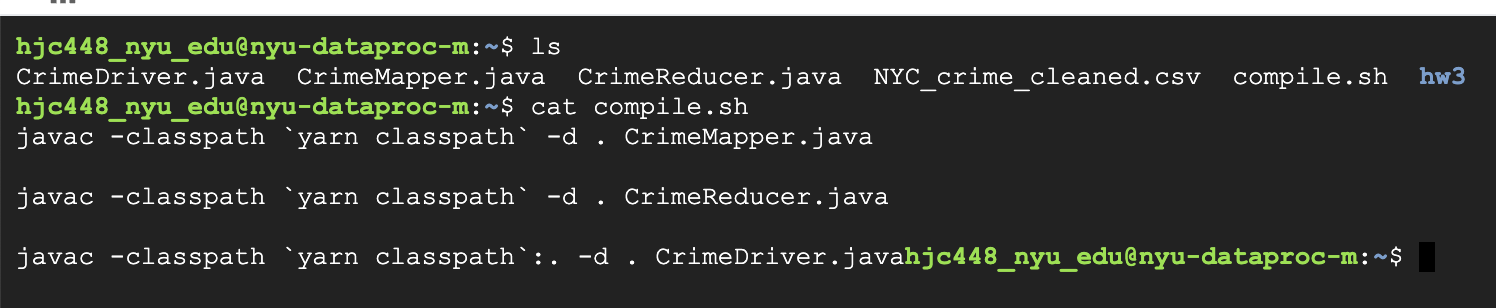 hjc448_nyu_edu@nyu-dataproc-m:~$ ls
CrimeDriver.java  CrimeMapper.java  CrimeReducer.java  NYC_crime_cleaned.csv  compile.sh  hw3
hjc448_nyu_edu@nyu-dataproc-m:~$ cat compile.sh
javac -classpath `yarn classpath` -d . CrimeMapper.java
javac -classpath `yarn classpath` -d . CrimeReducer.java
javac -classpath `yarn classpath`:. -d . CrimeDriver.javahjc448_nyu_edu@nyu-dataproc-m:~$